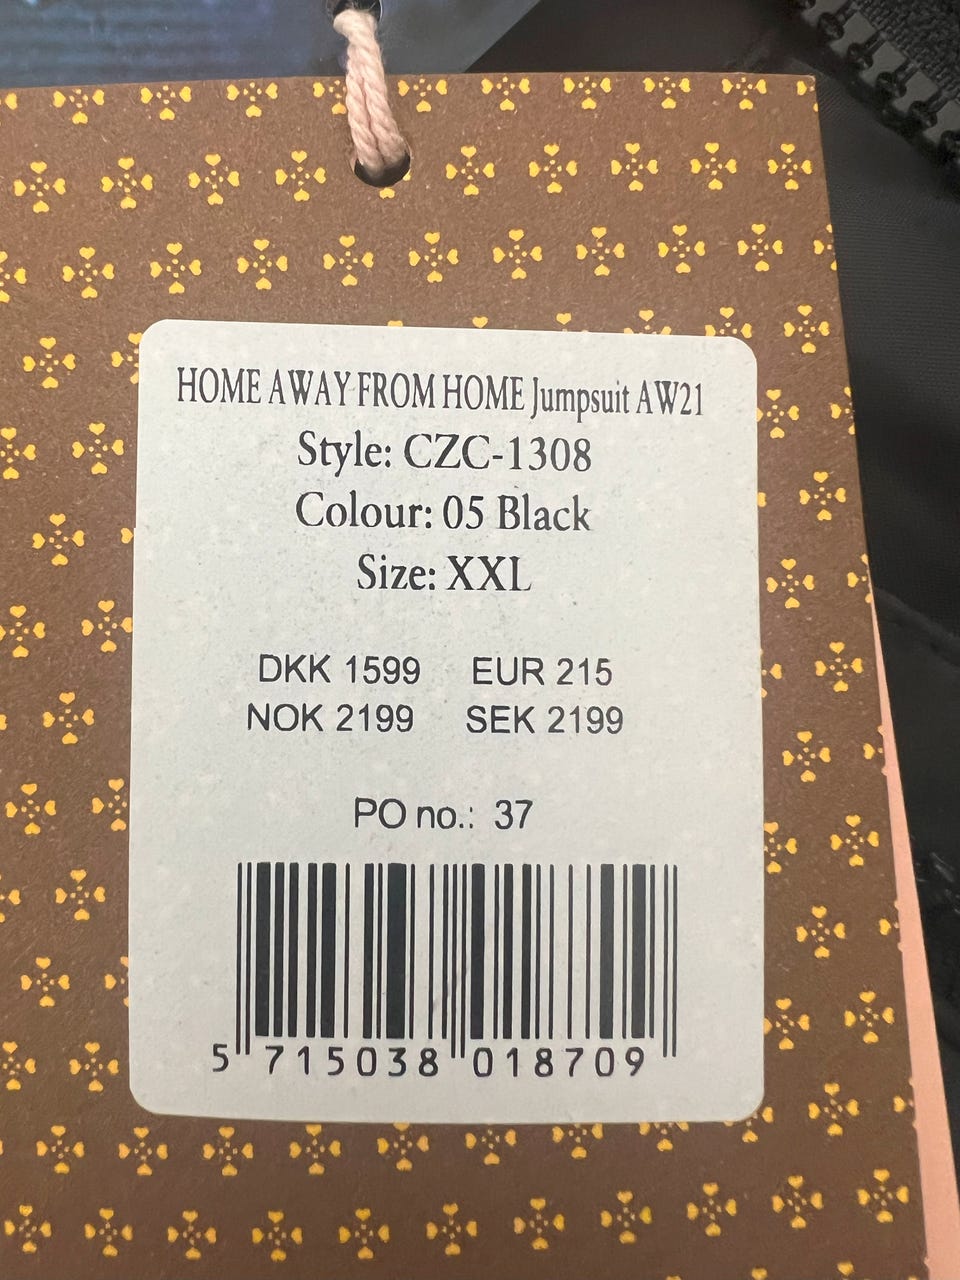 HOME AWAY FROM HOME Jumpsuit AW21
Style: CZC-1308
Colour: 05 Black
Size: XXL
DKK 1599 EUR 215
NOK 2199 SEK 2199
PO no.: 37
5 715038 018709